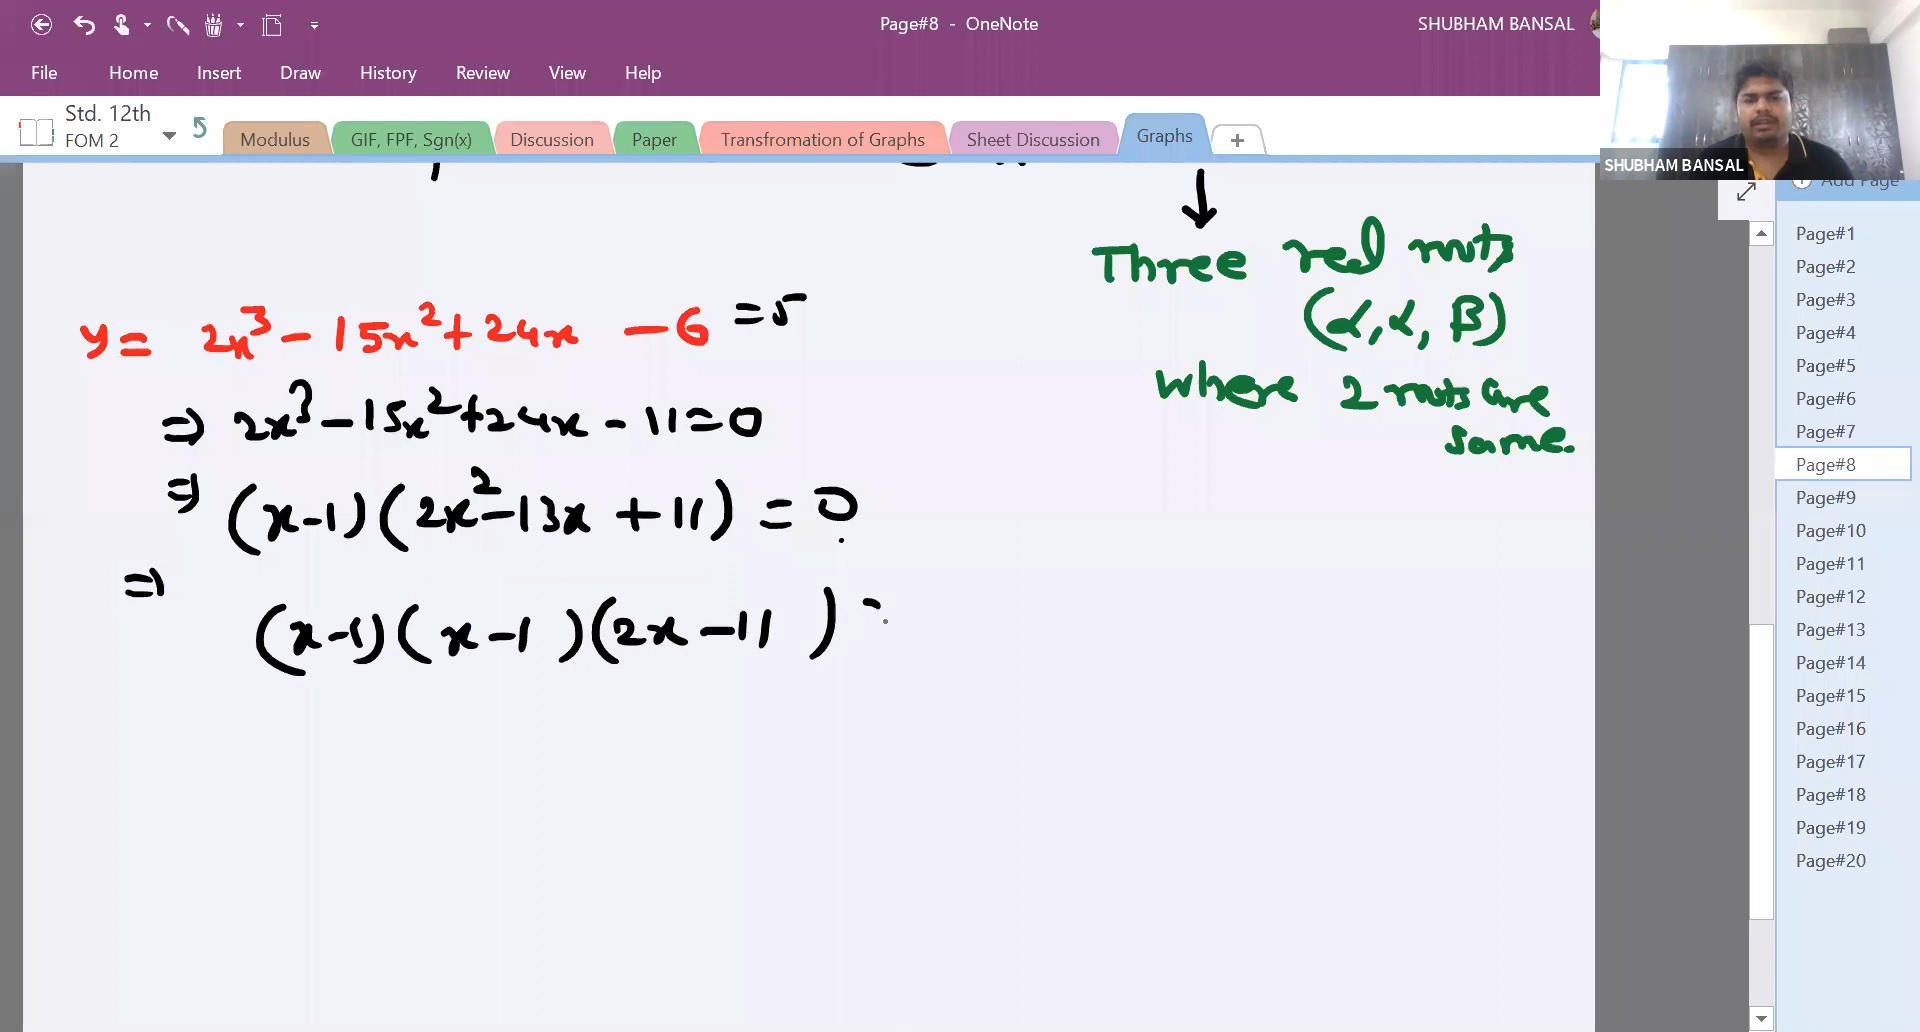 Page#8 - OneNote
SHUBHAM BANSAL
File Home Insert Draw History Review View Help
Std. 12th
FOM 2
Modulus GIF, FPF, Sgn(x) Discussion Paper Transfromation of Graphs Sheet Discussion Graphs +
SHUBHAM BANSAL
Add Page
Three real roots
(α, α, β)
where 2 roots are
same.
y = 2x³ - 15x² + 24x - 6 = 5
⇒ 2x³ - 15x² + 24x - 11 = 0
⇒ (x-1)(2x² - 13x + 11) = 0
⇒
(x-1)(x-1)(2x-11) =
Page#1
Page#2
Page#3
Page#4
Page#5
Page#6
Page#7
Page#8
Page#9
Page#10
Page#11
Page#12
Page#13
Page#14
Page#15
Page#16
Page#17
Page#18
Page#19
Page#20